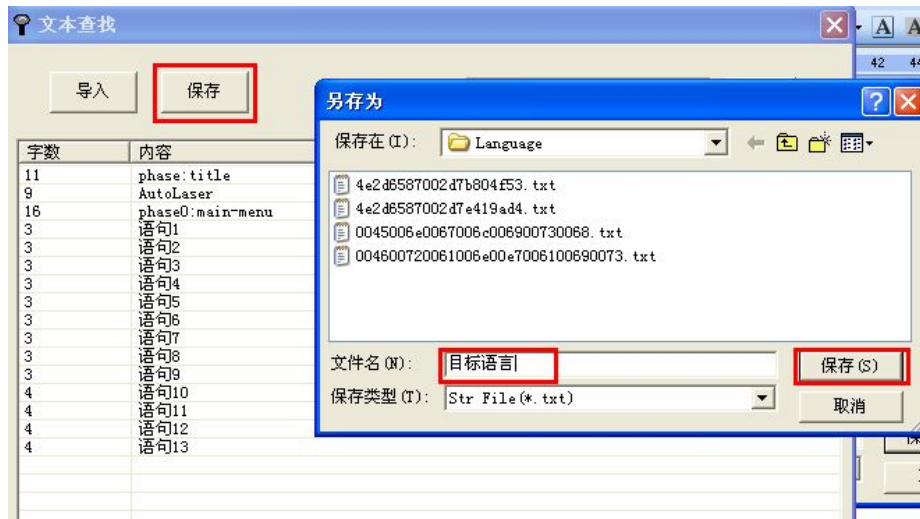 文本查找
42 44
导入 保存
另存为
保存在(I): Language
字数 内容
11 phase:title
9 AutoLaser
16 phase0:main-menu
3 语句1
3 语句2
3 语句3
3 语句4
3 语句5
3 语句6
3 语句7
3 语句8
3 语句9
4 语句10
4 语句11
4 语句12
4 语句13
4e2d6587002d7b804f53.txt
4e2d6587002d7e419ad4.txt
0045006e0067006c006900730068.txt
004600720061006e00e7006100690073.txt
文件名(N): 目标语言 保存(S)
保存类型(T): Str File(*.txt) 取消